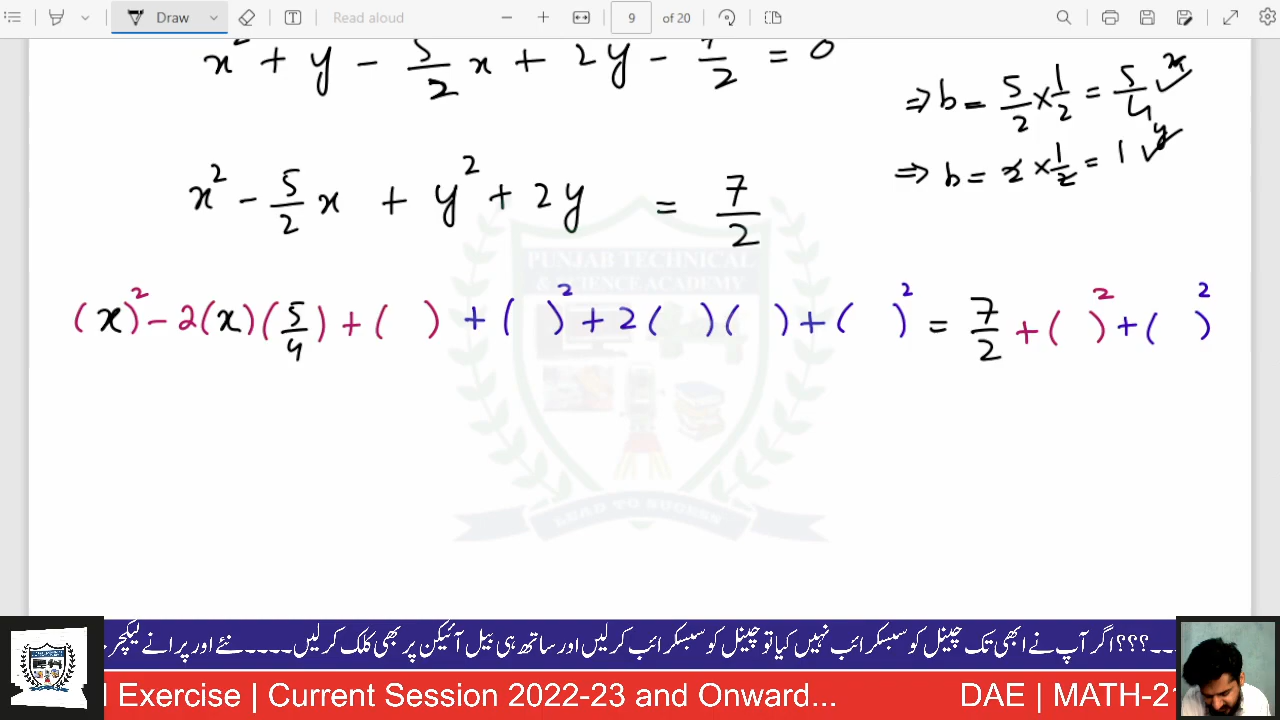 Draw
Read aloud
9 of 20
x² + y - 5/2 x + 2y - 7/2 = 0
⇒ b = 5/2 × 1/2 = 5/4 ✓ x
⇒ b = 2 × 1/2 = 1 ✓ y
x² - 5/2 x + y² + 2y = 7/2
(x)² - 2(x)(5/4) + ( ) + ( )² + 2( )( ) + ( )² = 7/2 + ( )² + ( )²
PUNJAB TECHNICAL
& SCIENCE ACADEMY
LEAD TO SUCCESS
...؟؟؟ اگر آپ نے ابھی تک چینل کو سبسکرائب نہیں کیا تو چینل کو سبسکرائب کر لیں اور ساتھ ہی بیل آئیکن پر بھی کلک کر لیں .... نئے اور پرانے لیکچر
Exercise | Current Session 2022-23 and Onward... DAE | MATH-21